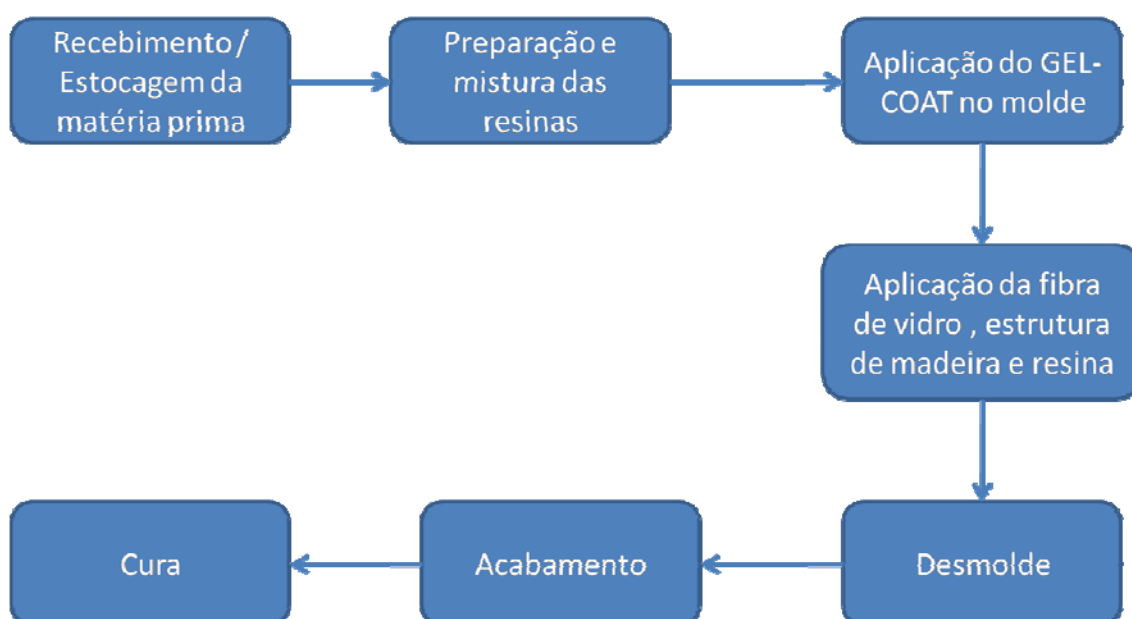 Recebimento /
Estocagem da
matéria prima
Preparação e
mistura das
resinas
Aplicação do GEL-
COAT no molde
Aplicação da fibra
de vidro , estrutura
de madeira e resina
Desmolde
Acabamento
Cura